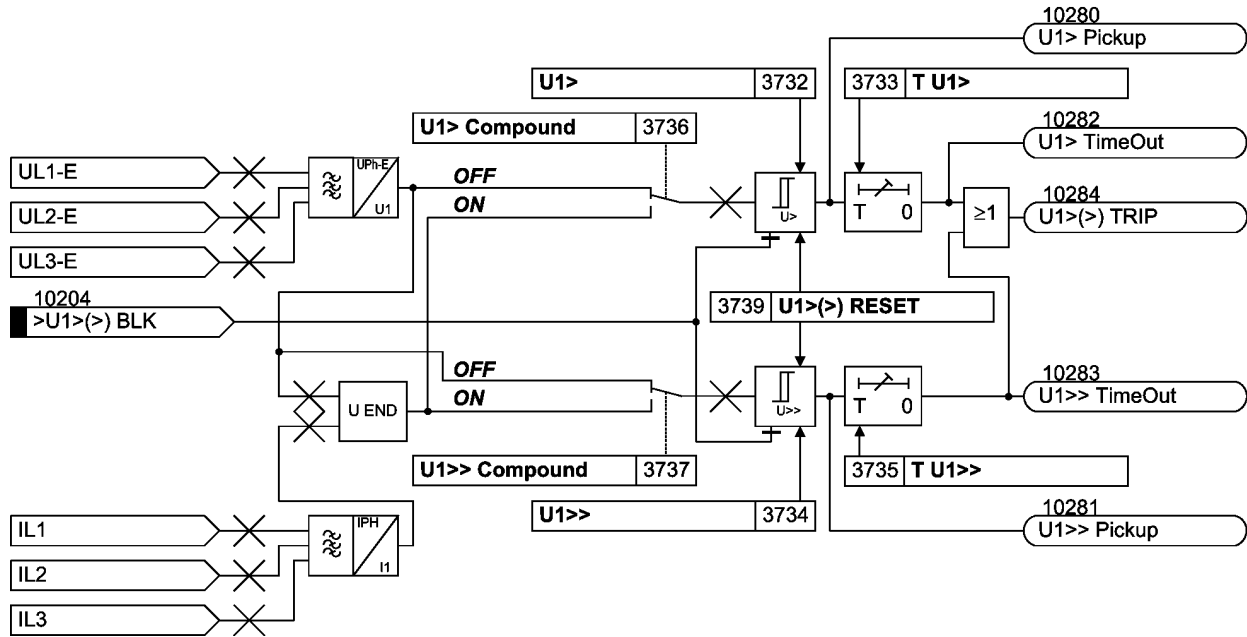 10280
U1> Pickup
U1> 3732
3733 T U1>
U1> Compound 3736
10282
U1> TimeOut
UL1-E
UPh-E
U1
OFF
ON
U>
T 0
≥1
10284
U1>(>) TRIP
UL2-E
UL3-E
10204
>U1>(>) BLK
3739 U1>(>) RESET
OFF
ON
U END
U>>
T 0
10283
U1>> TimeOut
U1>> Compound 3737
3735 T U1>>
U1>> 3734
10281
U1>> Pickup
IL1
IPH
I1
IL2
IL3